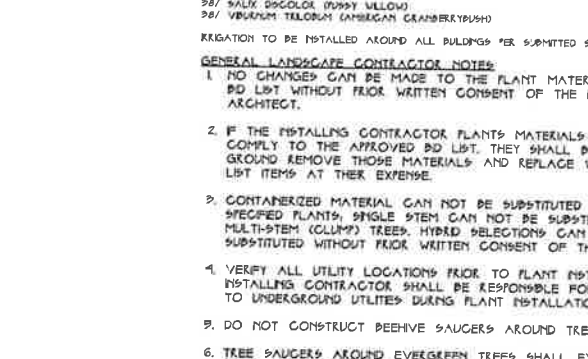 38/ SALIX DISCOLOR (PUSSY WILLOW)
38/ VIBURNUM TRILOBUM (AMERICAN CRANBERRYBUSH)
IRRIGATION TO BE INSTALLED AROUND ALL BUILDINGS PER SUBMITTED
GENERAL LANDSCAPE CONTRACTOR NOTES
1. NO CHANGES CAN BE MADE TO THE PLANT MATER
BID LIST WITHOUT PRIOR WRITTEN CONSENT OF THE
ARCHITECT.
2. IF THE INSTALLING CONTRACTOR PLANTS MATERIALS
COMPLY TO THE APPROVED BID LIST, THEY SHALL B
GROUND REMOVE THOSE MATERIALS AND REPLACE
LIST ITEMS AT THEIR EXPENSE.
3. CONTAINERIZED MATERIAL CAN NOT BE SUBSTITUTED
SPECIFIED PLANTS, SINGLE STEM CAN NOT BE SUBST
MULTI-STEM (CLUMP) TREES. HYBRID SELECTIONS CAN
SUBSTITUTED WITHOUT PRIOR WRITTEN CONSENT OF TH
4. VERIFY ALL UTILITY LOCATIONS PRIOR TO PLANT INST
INSTALLING CONTRACTOR SHALL BE RESPONSIBLE FO
TO UNDERGROUND UTILITIES DURING PLANT INSTALLATIO
5. DO NOT CONSTRUCT BEEHIVE SAUCERS AROUND TRE
6. TREE SAUCERS AROUND EVERGREEN TREES SHALL E